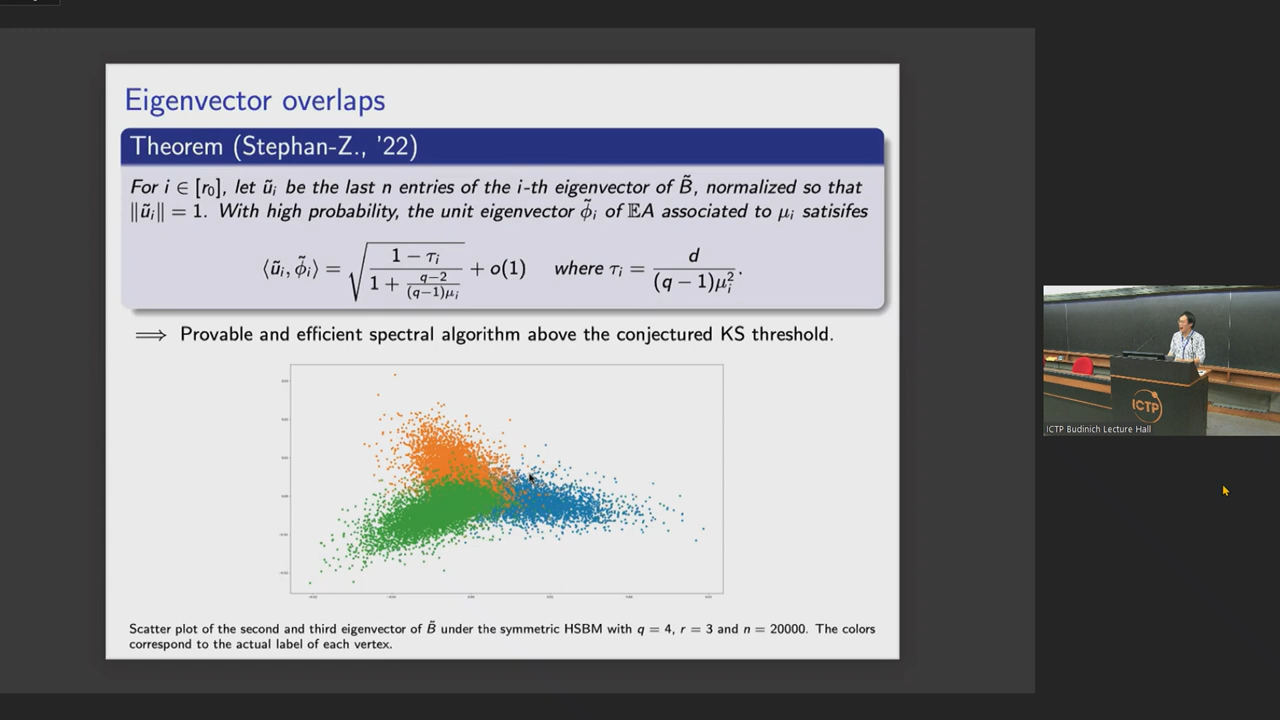 Eigenvector overlaps
Theorem (Stephan-Z., '22)
For i ∈ [r₀], let ũᵢ be the last n entries of the i-th eigenvector of B̃, normalized so that
‖ũᵢ‖ = 1. With high probability, the unit eigenvector φ̃ᵢ of 𝔼A associated to μᵢ satisifes
⟨ũᵢ, φ̃ᵢ⟩ = √((1 − τᵢ)/(1 + (q−2)/((q−1)μᵢ))) + o(1) where τᵢ = d/((q − 1)μᵢ²).
⟹ Provable and efficient spectral algorithm above the conjectured KS threshold.
Scatter plot of the second and third eigenvector of B̃ under the symmetric HSBM with q = 4, r = 3 and n = 20000. The colors
correspond to the actual label of each vertex.
ICTP
ICTP Budinich Lecture Hall